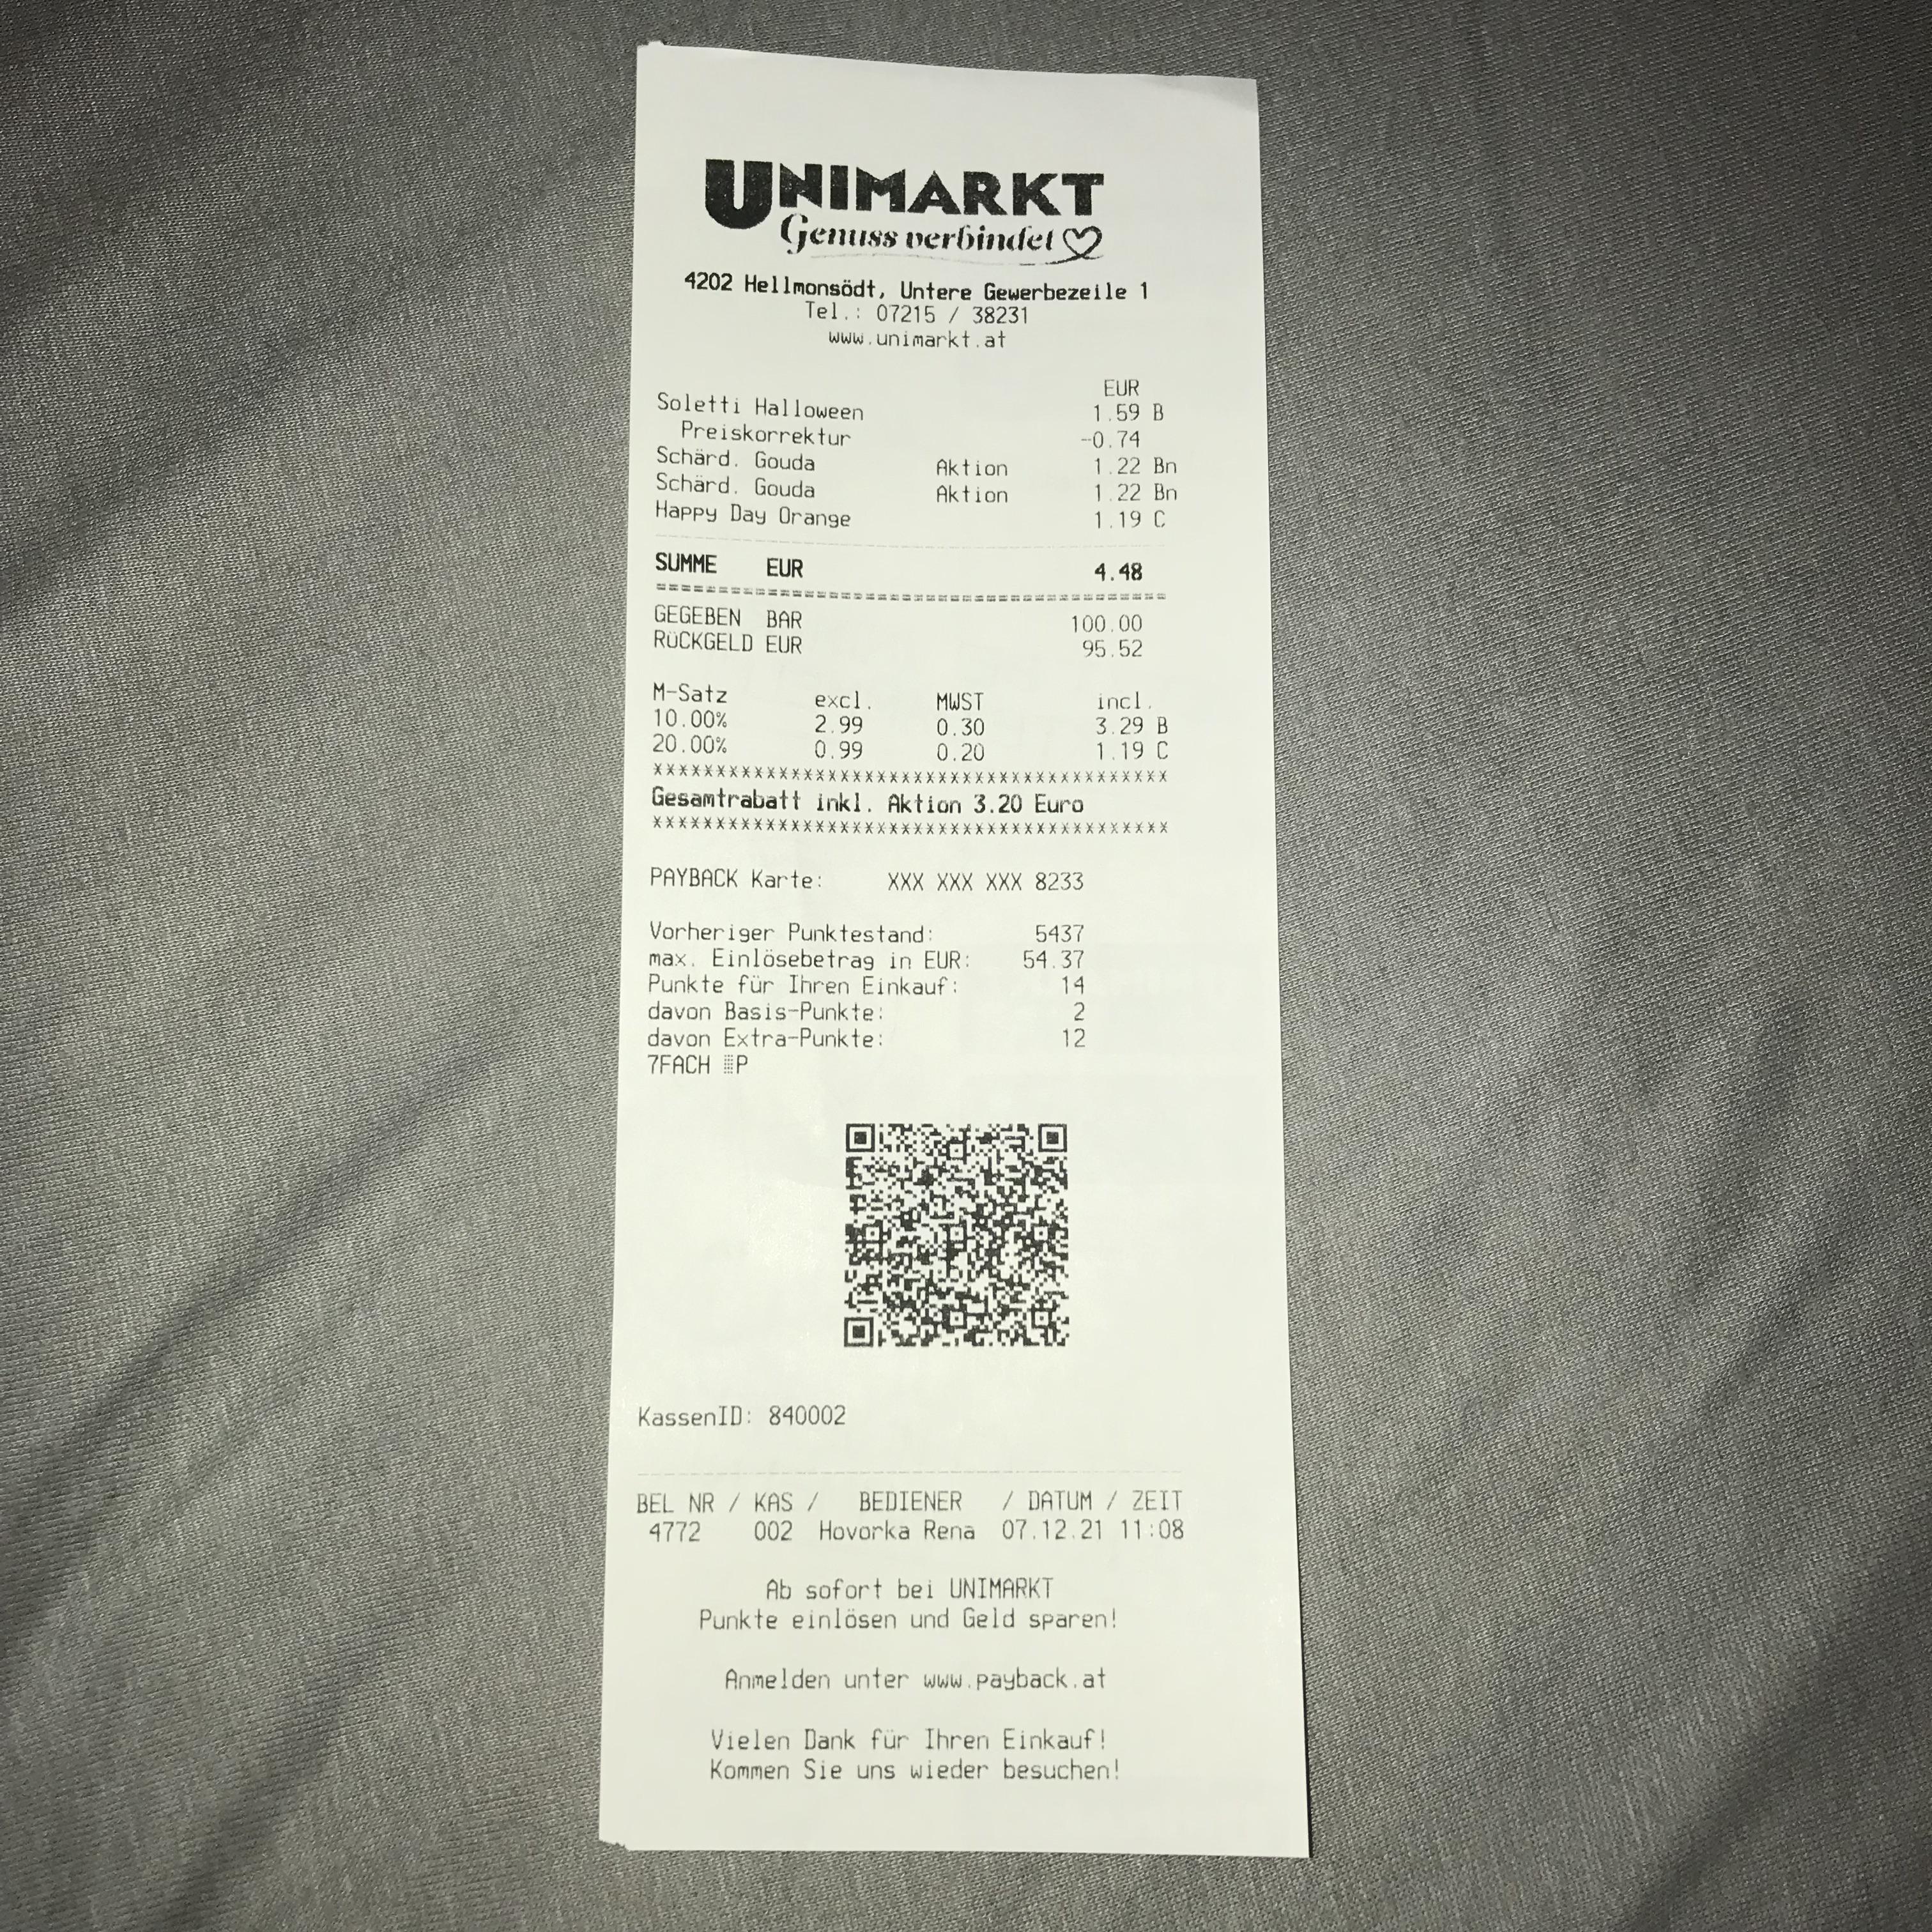 UNIMARKT
Genuss verbindet
4202 Hellmonsödt, Untere Gewerbezeile 1
Tel.: 07215 / 38231
www.unimarkt.at
EUR
Soletti Halloween 1.59 B
Preiskorrektur -0.74
Schärd. Gouda Aktion 1.22 Bn
Schärd. Gouda Aktion 1.22 Bn
Happy Day Orange 1.19 C
SUMME EUR 4.48
GEGEBEN BAR 100.00
RÜCKGELD EUR 95.52
M-Satz excl. MWST incl.
10.00% 2.99 0.30 3.29 B
20.00% 0.99 0.20 1.19 C
******************************************
Gesamtrabatt inkl. Aktion 3.20 Euro
******************************************
PAYBACK Karte: XXX XXX XXX 8233
Vorheriger Punktestand: 5437
max. Einlösebetrag in EUR: 54.37
Punkte für Ihren Einkauf: 14
davon Basis-Punkte: 2
davon Extra-Punkte: 12
7FACH P
KassenID: 840002
BEL NR / KAS / BEDIENER / DATUM / ZEIT
4772 002 Hovorka Rena 07.12.21 11:08
Ab sofort bei UNIMARKT
Punkte einlösen und Geld sparen!
Anmelden unter www.payback.at
Vielen Dank für Ihren Einkauf!
Kommen Sie uns wieder besuchen!